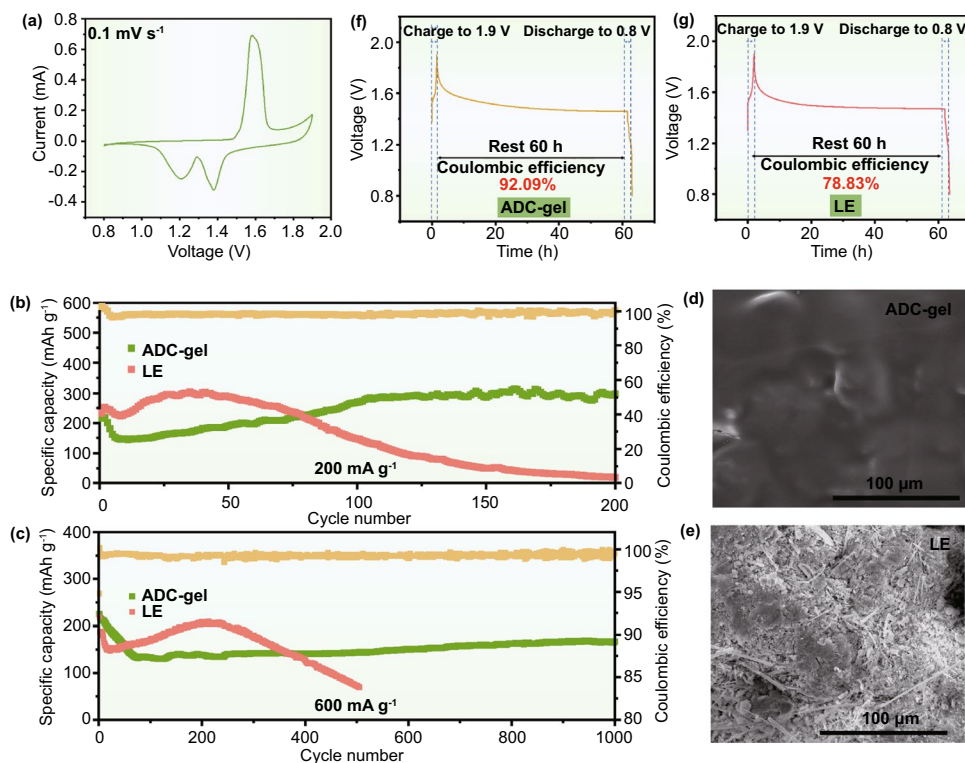 (a)
0.1 mV s⁻¹
0.8
0.6
0.4
0.2
0.0
-0.2
-0.4
Current (mA)
0.8 1.0 1.2 1.4 1.6 1.8 2.0
Voltage (V)
(f)
Charge to 1.9 V Discharge to 0.8 V
2.0
1.6
1.2
0.8
Voltage (V)
Rest 60 h
Coulombic efficiency
92.09%
ADC-gel
0 20 40 60
Time (h)
(g)
Charge to 1.9 V Discharge to 0.8 V
2.0
1.6
1.2
0.8
Voltage (V)
Rest 60 h
Coulombic efficiency
78.83%
LE
0 20 40 60
Time (h)
(b)
600
500
400
300
200
100
0
Specific capacity (mAh g⁻¹)
ADC-gel
LE
200 mA g⁻¹
100
80
60
40
20
0
Coulomb efficiency (%)
0 50 100 150 200
Cycle number
(d)
ADC-gel
100 µm
(c)
400
350
300
250
200
150
100
50
0
Specific capacity (mAh g⁻¹)
ADC-gel
LE
600 mA g⁻¹
100
95
90
85
80
Coulomb efficiency (%)
0 200 400 600 800 1000
Cycle number
(e)
LE
100 µm